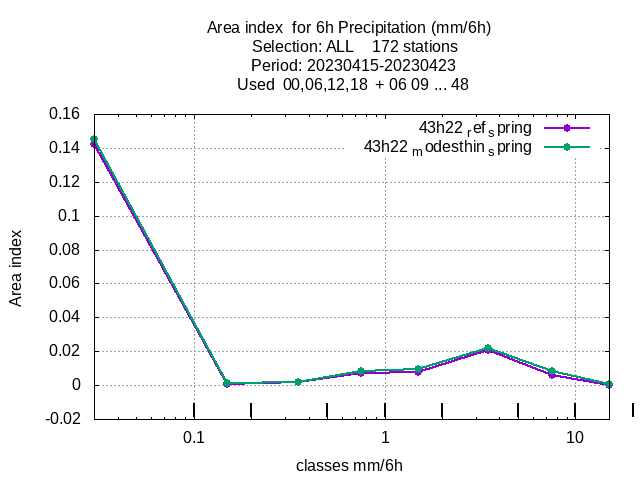 Area index  for 6h Precipitation (mm/6h)
Selection: ALL    172 stations
Period: 20230415-20230423
Used  00,06,12,18  + 06 09 ... 48
43h22 ref spring
43h22 modesthin spring
0.16
0.14
0.12
0.1
0.08
0.06
0.04
0.02
0
-0.02
Area index
0.1 1 10
classes mm/6h